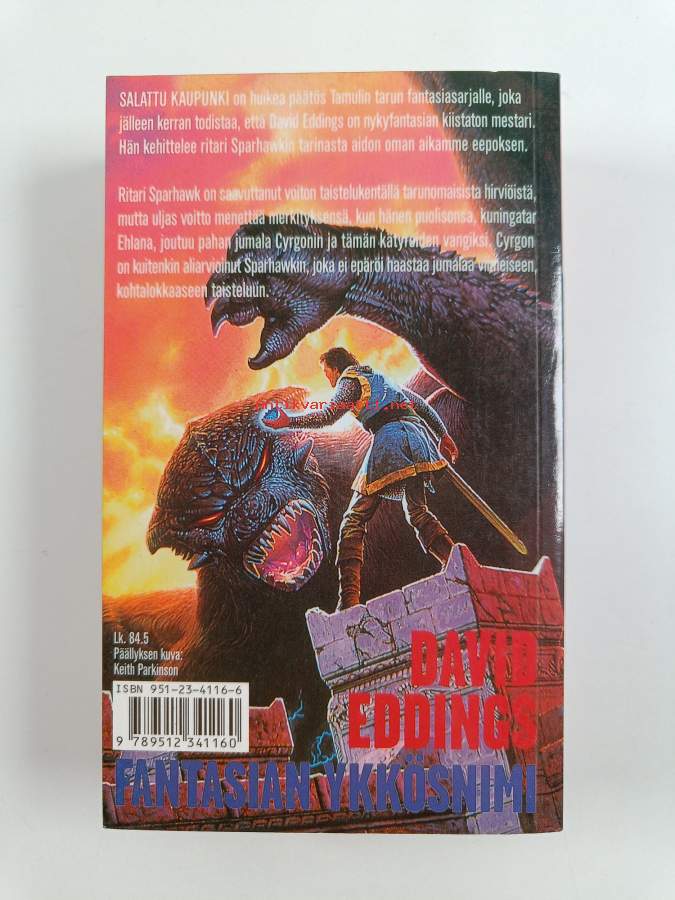 SALATTU KAUPUNKI on huikea päätös Tamulin tarun fantasiasarjalle, joka
jälleen kerran todistaa, että David Eddings on nykyfantasian kiistaton mestari.
Hän kehittelee ritari Sparhawkin tarinasta aidon oman aikamme eepoksen.
Ritari Sparhawk on saavuttanut voiton taistelukentällä tarunomaisista hirviöistä,
mutta uljas voitto menettää merkityksensä, kun hänen puolisonsa, kuningatar
Ehlana, joutuu pahan jumala Cyrgonin ja tämän kätyreiden vangiksi. Cyrgon
on kuitenkin aliarvioinut Sparhawkin, joka ei epäröi haastaa jumalaa viimeiseen,
kohtalokkaaseen taisteluun.
antikvariaatit.net
Lk. 84.5
Päällyksen kuva:
Keith Parkinson
ISBN 951-23-4116-6
9 789512 341160
DAVID
EDDINGS
FANTASIAN YKKÖSNIMI